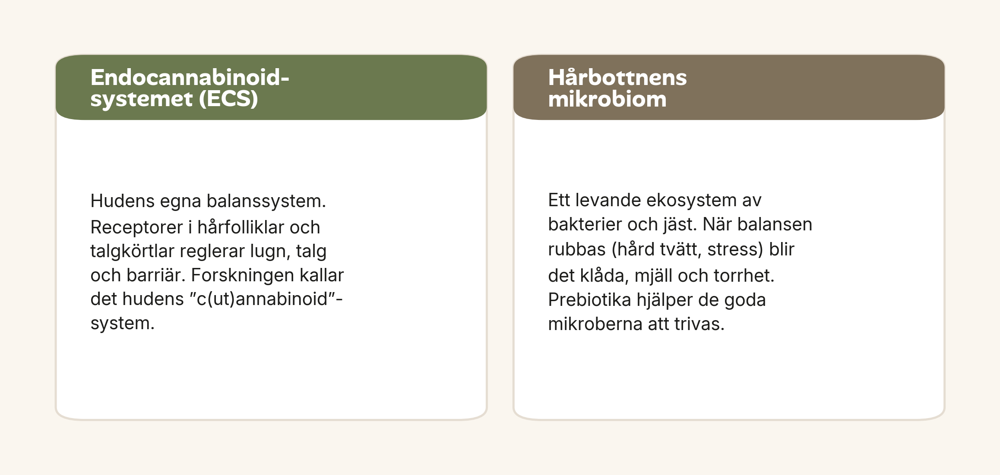 Endocannabinoid-
systemet (ECS)
Hudens egna balanssystem.
Receptorer i hårfolliklar och
talgkörtlar reglerar lugn, talg
och barriär. Forskningen kallar
det hudens ”c(ut)annabinoid”-
system.
Hårbottnens
mikrobiom
Ett levande ekosystem av
bakterier och jäst. När balansen
rubbas (hård tvätt, stress) blir
det klåda, mjäll och torrhet.
Prebiotika hjälper de goda
mikroberna att trivas.